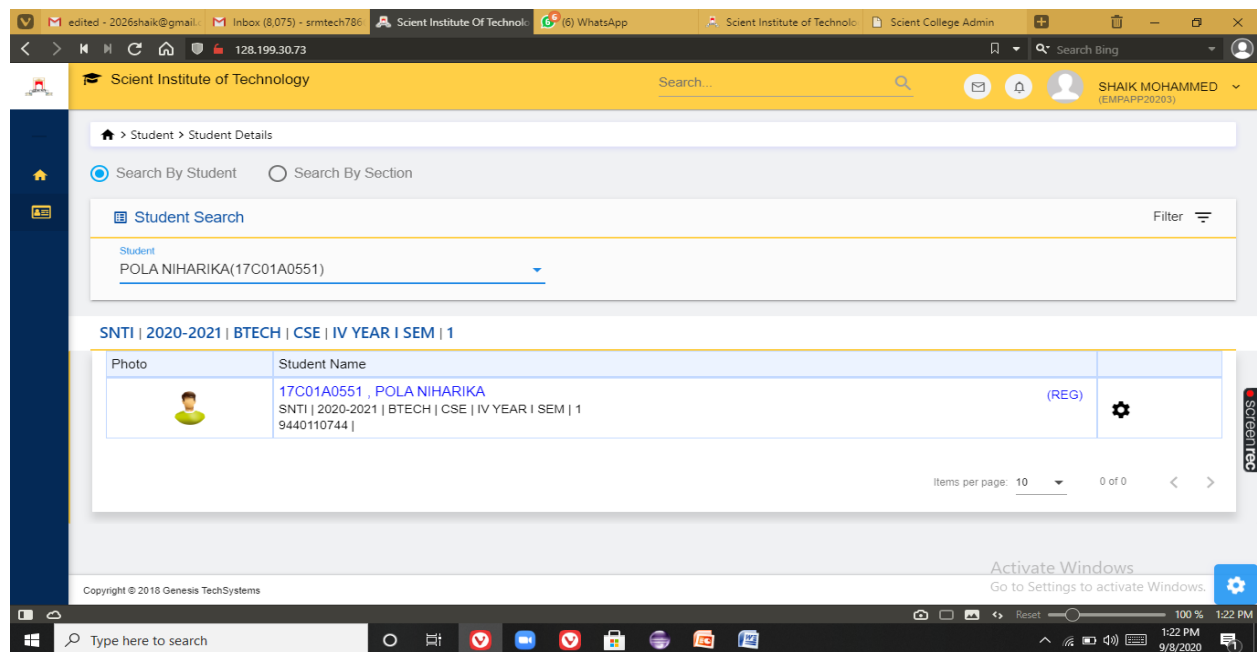 edited - 2026shaik@gmail. Inbox (8,075) - srmtech786 Scient Institute Of Technolo (6) WhatsApp Scient Institute of Technolo Scient College Admin
128.199.30.73 Search Bing
Scient Institute of Technology Search... SHAIK MOHAMMED
(EMPAPP20203)
> Student > Student Details
Search By Student Search By Section
Student Search Filter
Student
POLA NIHARIKA(17C01A0551)
SNTI | 2020-2021 | BTECH | CSE | IV YEAR I SEM | 1
Photo Student Name
17C01A0551 , POLA NIHARIKA (REG)
SNTI | 2020-2021 | BTECH | CSE | IV YEAR I SEM | 1
9440110744 |
screenrec
Items per page: 10 0 of 0
Activate Windows
Go to Settings to activate Windows.
Copyright © 2018 Genesis TechSystems
Reset 100 % 1:22 PM
Type here to search
1:22 PM
9/8/2020